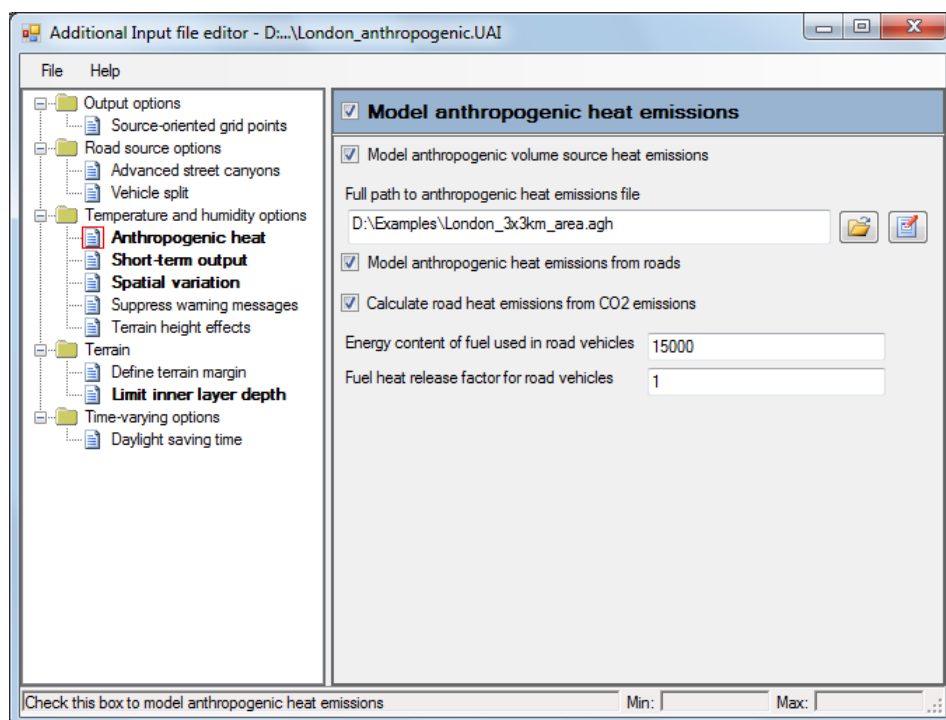 Additional Input file editor - D:...\London_anthropogenic.UAI
File Help
Output options
Source-oriented grid points
Road source options
Advanced street canyons
Vehicle split
Temperature and humidity options
Anthropogenic heat
Short-term output
Spatial variation
Suppress warning messages
Terrain height effects
Terrain
Define terrain margin
Limit inner layer depth
Time-varying options
Daylight saving time
Model anthropogenic heat emissions
Model anthropogenic volume source heat emissions
Full path to anthropogenic heat emissions file
D:\Examples\London_3x3km_area.agh
Model anthropogenic heat emissions from roads
Calculate road heat emissions from CO2 emissions
Energy content of fuel used in road vehicles 15000
Fuel heat release factor for road vehicles 1
Check this box to model anthropogenic heat emissions Min: Max: